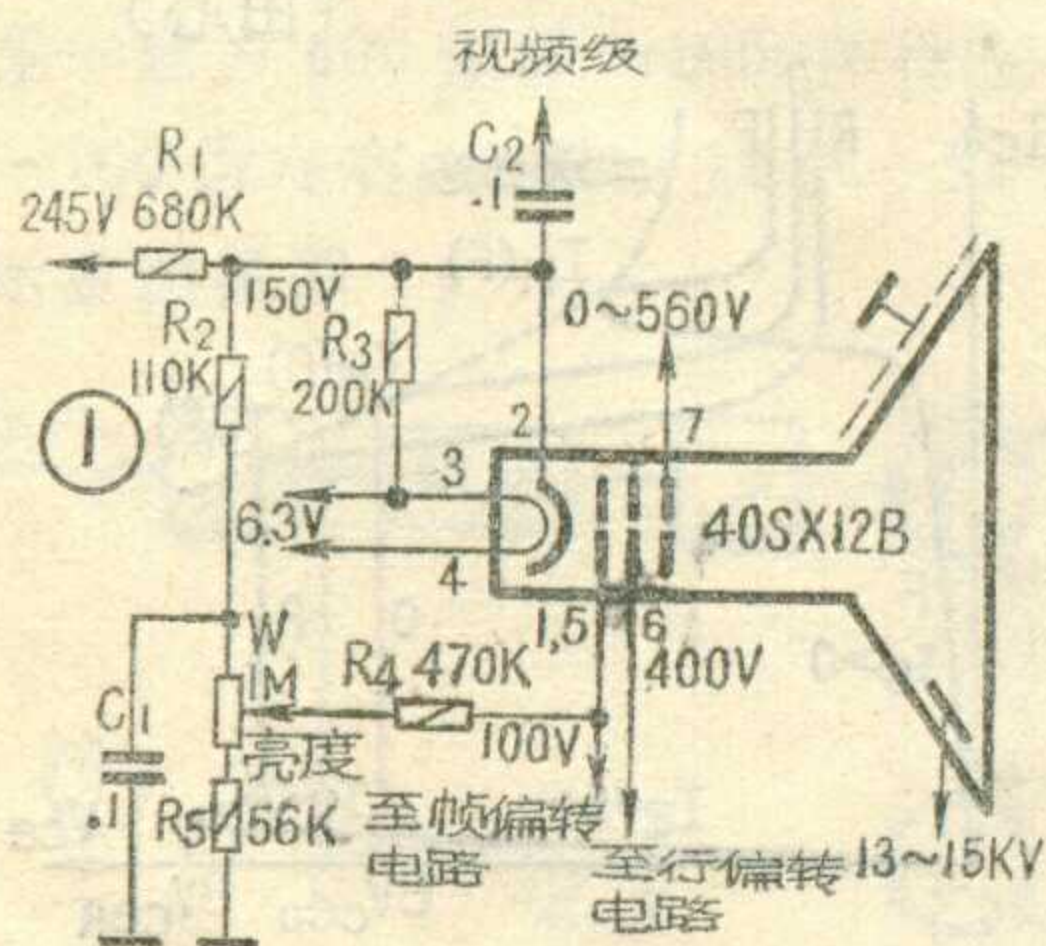 视频级
C2
.1
R1
245V 680K
150V
0~560V
R2
110K
R3
200K
1
2
7
3
6.3V
4
40SX12B
1,5
6
W
1M
R4 470K
400V
C1
.1
100V
亮度
R5 56K
至帧偏转
电路
至行偏转
电路
13~15KV